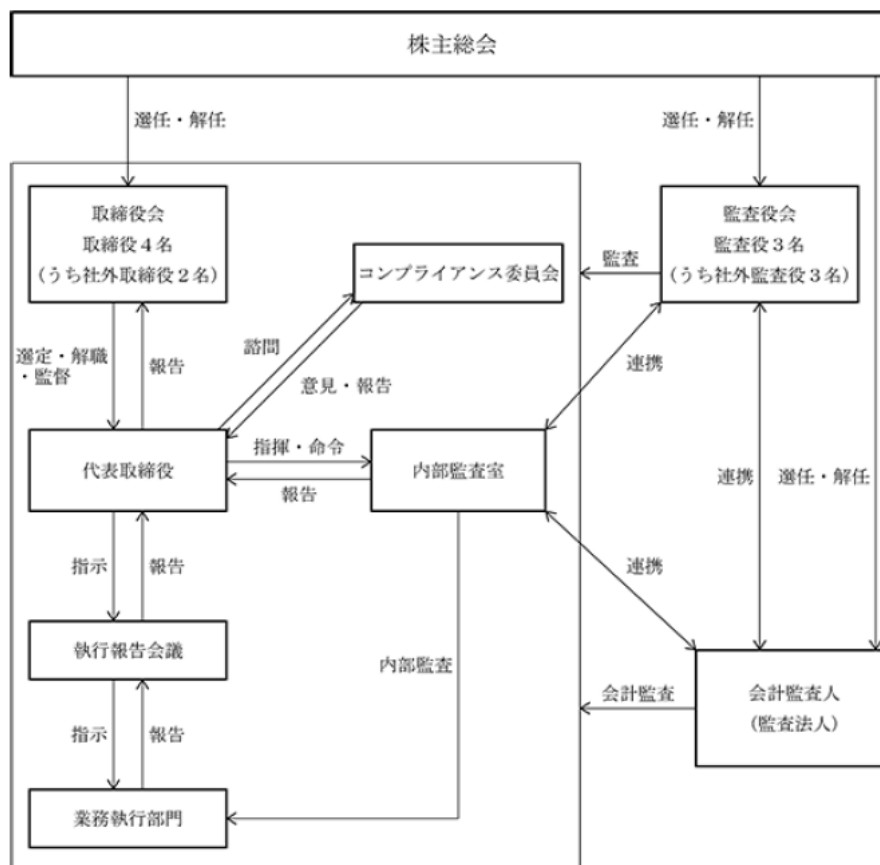 株主総会
選任・解任
選任・解任
取締役会
取締役4名
(うち社外取締役2名)
監査役会
監査役3名
(うち社外監査役3名)
コンプライアンス委員会
監査
選定・解職
・監督
報告
諮問
意見・報告
連携
代表取締役
指揮・命令
報告
内部監査室
連携
選任・解任
指示
報告
連携
執行報告会議
内部監査
指示
報告
会計監査
会計監査人
(監査法人)
業務執行部門